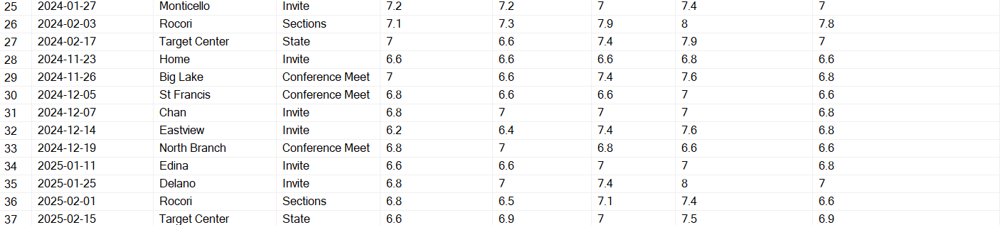 25 2024-01-27 Monticello Invite 7.2 7.2 7 7.4 7
26 2024-02-03 Rocori Sections 7.1 7.3 7.9 8 7.8
27 2024-02-17 Target Center State 7 6.6 7.4 7.9 7
28 2024-11-23 Home Invite 6.6 6.6 6.6 6.8 6.6
29 2024-11-26 Big Lake Conference Meet 7 6.6 7.4 7.6 6.8
30 2024-12-05 St Francis Conference Meet 6.8 6.6 6.6 7 6.6
31 2024-12-07 Chan Invite 6.8 7 7 7 6.8
32 2024-12-14 Eastview Invite 6.2 6.4 7.4 7.6 6.8
33 2024-12-19 North Branch Conference Meet 6.8 7 6.8 6.6 6.6
34 2025-01-11 Edina Invite 6.6 6.6 7 7 6.8
35 2025-01-25 Delano Invite 6.8 7 7.4 8 7
36 2025-02-01 Rocori Sections 6.8 6.5 7.1 7.4 6.6
37 2025-02-15 Target Center State 6.6 6.9 7 7.5 6.9